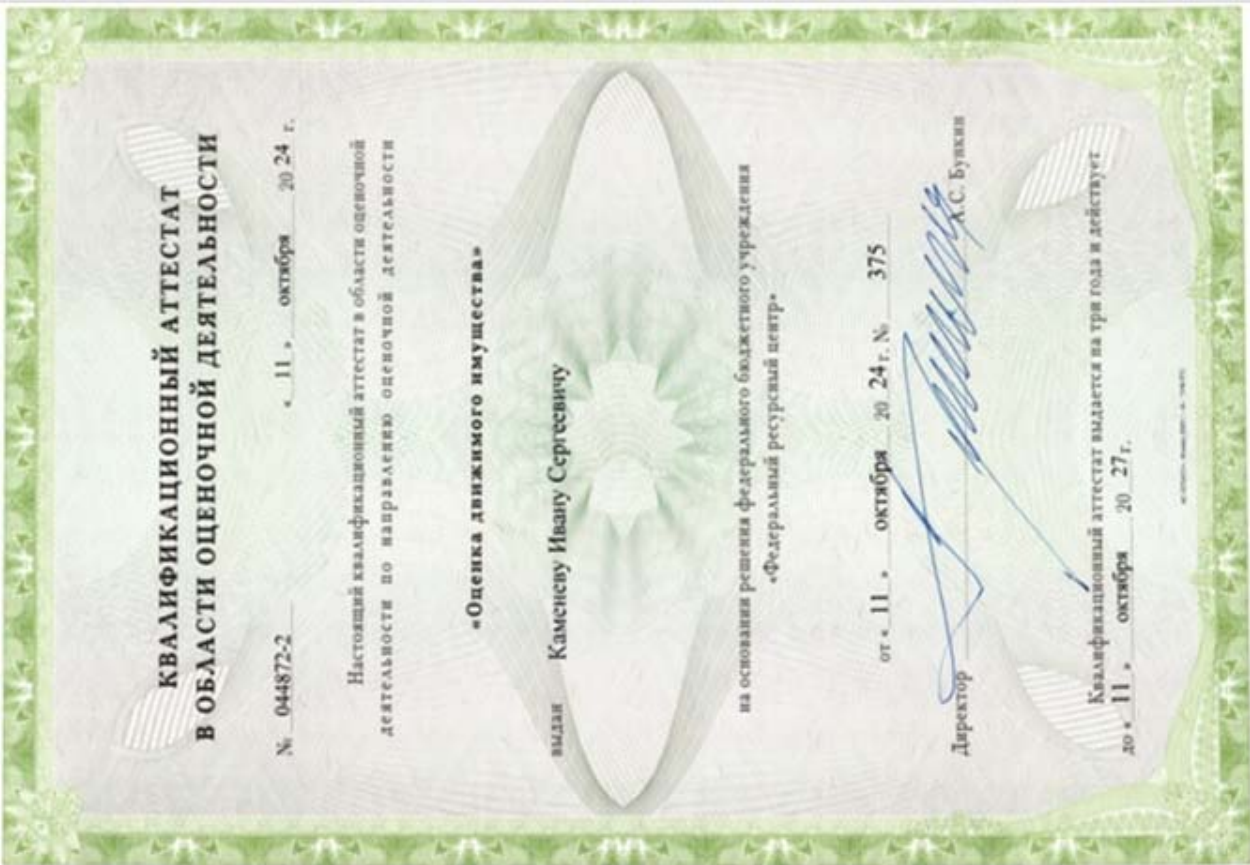 КВАЛИФИКАЦИОННЫЙ АТТЕСТАТ
В ОБЛАСТИ ОЦЕНОЧНОЙ ДЕЯТЕЛЬНОСТИ
№ 044872-2 « 11 » октября 20 24 г.
Настоящий квалификационный аттестат в области оценочной
деятельности по направлению оценочной деятельности
«Оценка движимого имущества»
выдан Каменеву Ивану Сергеевичу
на основании решения федерального бюджетного учреждения
«Федеральный ресурсный центр»
от « 11 » октября 20 24 г. № 375
Директор А.С. Бункин
Квалификационный аттестат выдается на три года и действует
до « 11 » октября 20 27 г.